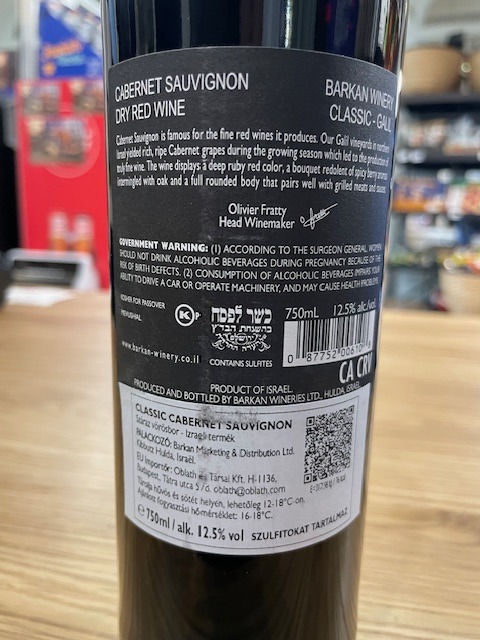 CABERNET SAUVIGNON
DRY RED WINE
BARKAN WINERY
CLASSIC - GALIL
Cabernet Sauvignon is famous for the fine red wines it produces. Our Galil vineyards in northern
Israel yielded rich, ripe Cabernet grapes during the growing season which led to the production of
truly fine wine. The wine displays a deep ruby red color, a bouquet redolent of spicy berry aromas
intermingled with oak and a full rounded body that pairs well with grilled meats and sauces.
Olivier Fratty
Head Winemaker
GOVERNMENT WARNING: (1) ACCORDING TO THE SURGEON GENERAL, WOMEN
SHOULD NOT DRINK ALCOHOLIC BEVERAGES DURING PREGNANCY BECAUSE OF THE
RISK OF BIRTH DEFECTS. (2) CONSUMPTION OF ALCOHOLIC BEVERAGES IMPAIRS YOUR
ABILITY TO DRIVE A CAR OR OPERATE MACHINERY, AND MAY CAUSE HEALTH PROBLEMS.
KOSHER FOR PASSOVER
MEVUSHAL
K P
כשר לפסח
בהשגחת הבד"ץ
750mL 12.5% alc./vol.
0 87752 00610
www.barkan-winery.co.il
CONTAINS SULFITES
CA CRV
PRODUCT OF ISRAEL.
PRODUCED AND BOTTLED BY BARKAN WINERIES LTD., HULDA, ISRAEL
CLASSIC CABERNET SAUVIGNON
Száraz vörösbor - Izraeli termék
PALACKOZÓ: Barkan Marketing & Distribution Ltd.
Kibbutz Hulda, Israel.
EU Importőr: Oblath és Társai Kft. H-1136,
Budapest, Tátra utca 5/d. oblath@oblath.com
Tárolja hűvös és sötét helyen, lehetőleg 12-18°C-on.
Ajánlott fogyasztási hőmérséklet: 16-18°C.
℮750ml / alk. 12.5% vol SZULFITOKAT TARTALMAZ